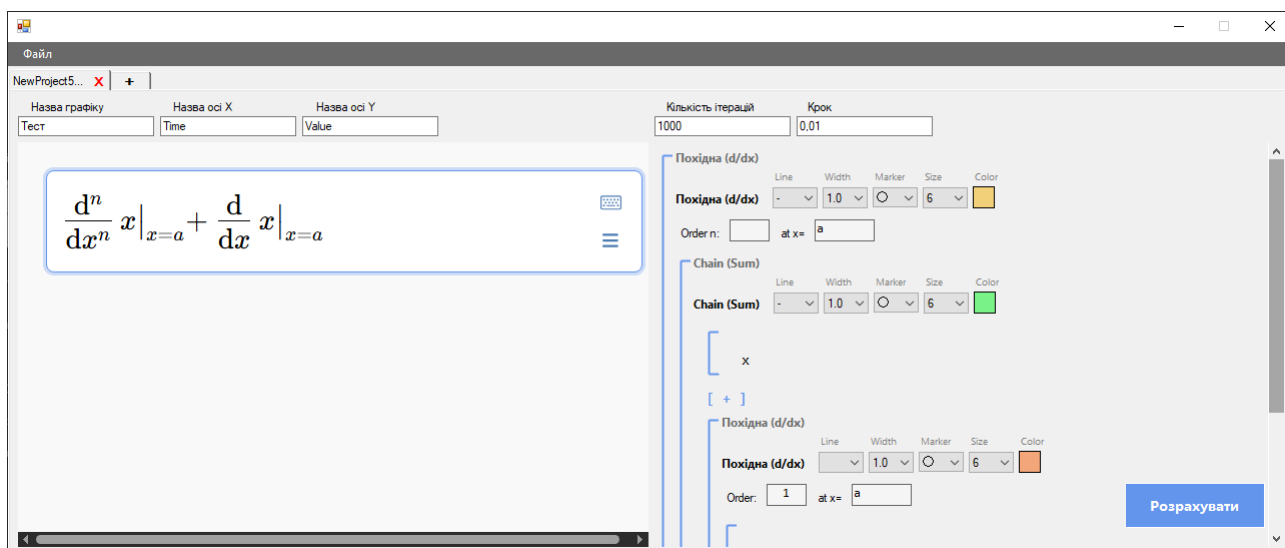 Файл
NewProject5... X +
Назва графіку Назва осі X Назва осі Y Кількість ітерацій Крок
Тест Time Value 1000 0,01
dⁿ/dxⁿ x|ₓ₌ₐ + d/dx x|ₓ₌ₐ
Похідна (d/dx)
Line Width Marker Size Color
Похідна (d/dx) - 1.0 O 6
Order n: at x= a
Chain (Sum)
Line Width Marker Size Color
Chain (Sum) - 1.0 O 6
x
[ + ]
Похідна (d/dx)
Line Width Marker Size Color
Похідна (d/dx) 1.0 O 6
Order: 1 at x= a
Розрахувати